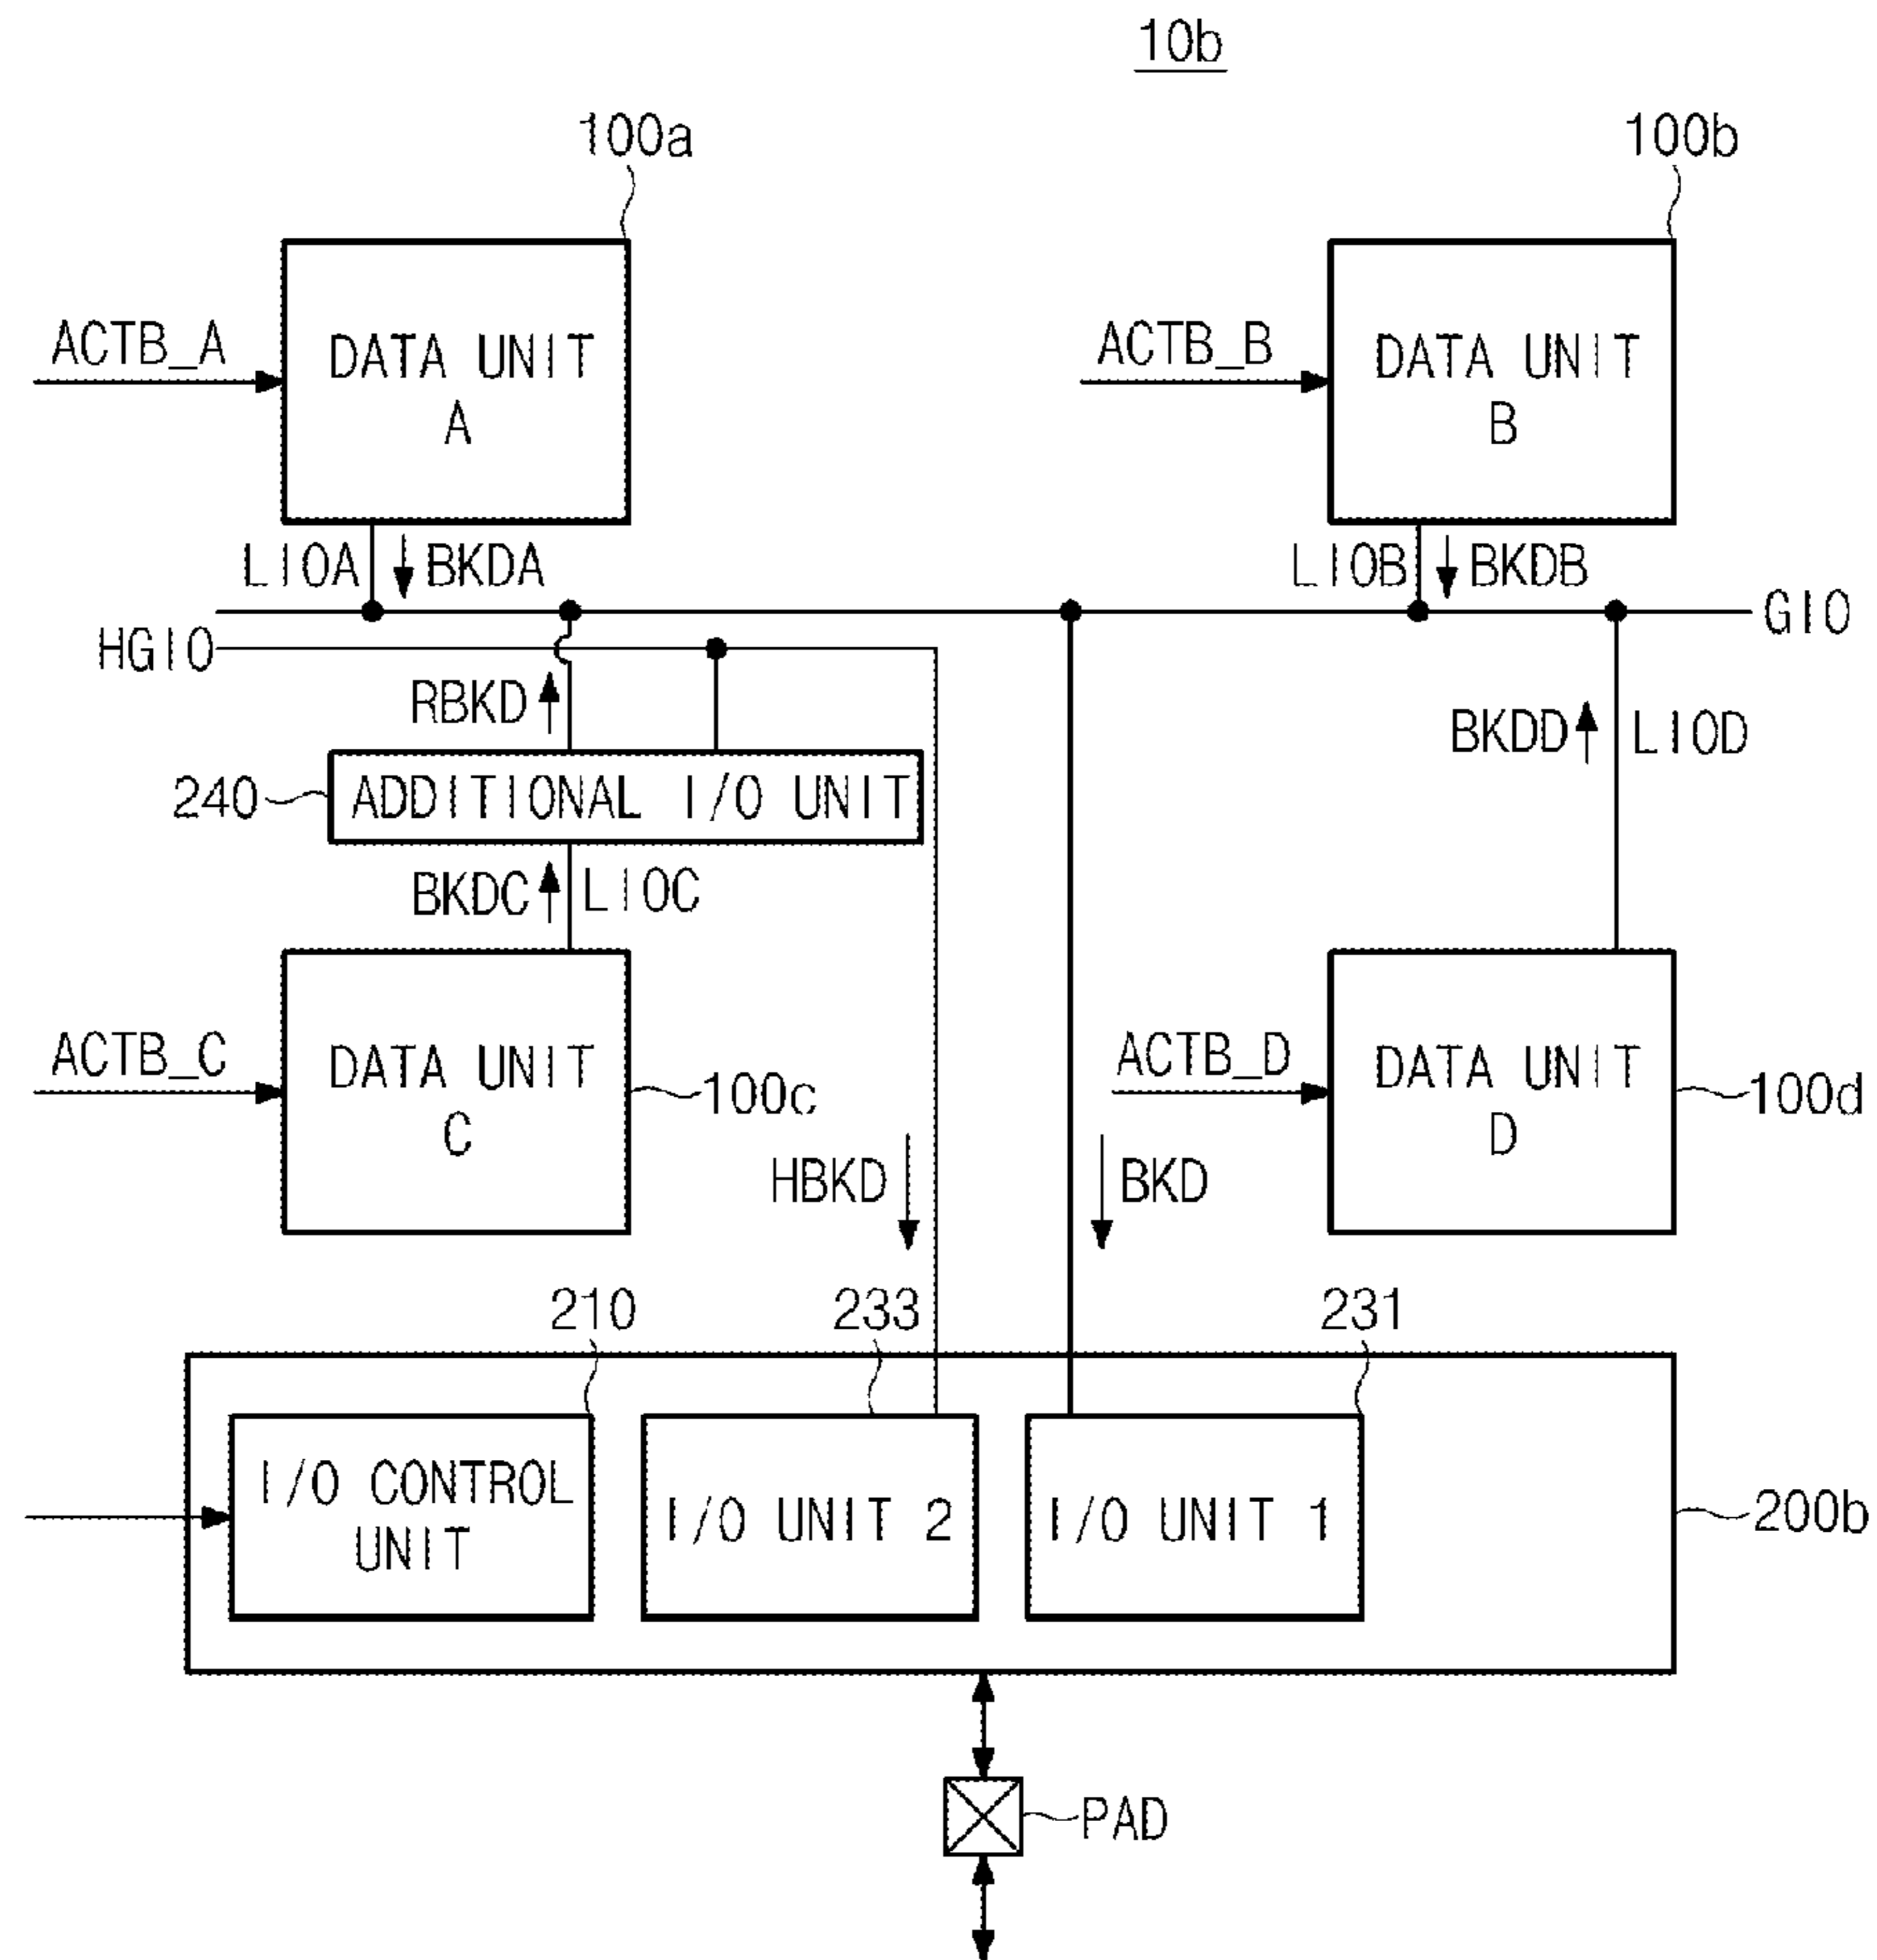 10b
100a
100b
ACTB_A
DATA UNIT
A
ACTB_B
DATA UNIT
B
LIOA
BKDA
LIOB
BKDB
GIO
HGIO
RBKD
BKDD
LIOD
240
ADDITIONAL I/O UNIT
BKDC
LIOC
ACTB_C
DATA UNIT
C
100c
ACTB_D
DATA UNIT
D
100d
HBKD
BKD
210
233
231
I/O CONTROL
UNIT
I/O UNIT 2
I/O UNIT 1
200b
PAD